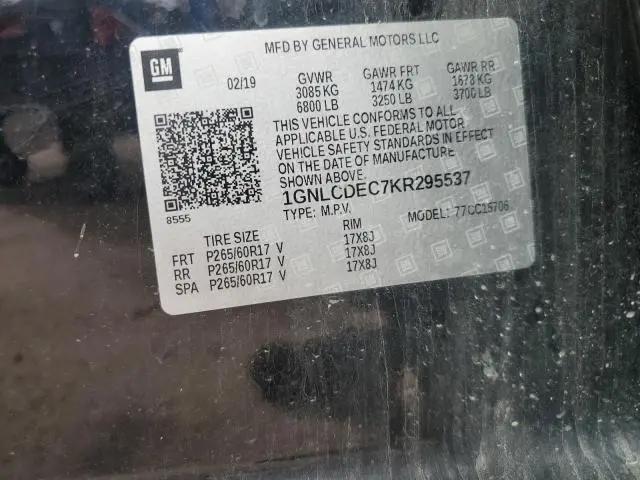 MFD BY GENERAL MOTORS LLC
GM
02/19 GVWR GAWR FRT GAWR RR
3085 KG 1474 KG 1678 KG
6800 LB 3250 LB 3700 LB
THIS VEHICLE CONFORMS TO ALL
APPLICABLE U.S. FEDERAL MOTOR
VEHICLE SAFETY STANDARDS IN EFFECT
ON THE DATE OF MANUFACTURE
SHOWN ABOVE.
8555
1GNLCDEC7KR295537
TYPE: M.P.V. MODEL: 77CC15706
TIRE SIZE RIM
FRT P265/60R17 V 17X8J
RR P265/60R17 V 17X8J
SPA P265/60R17 V 17X8J